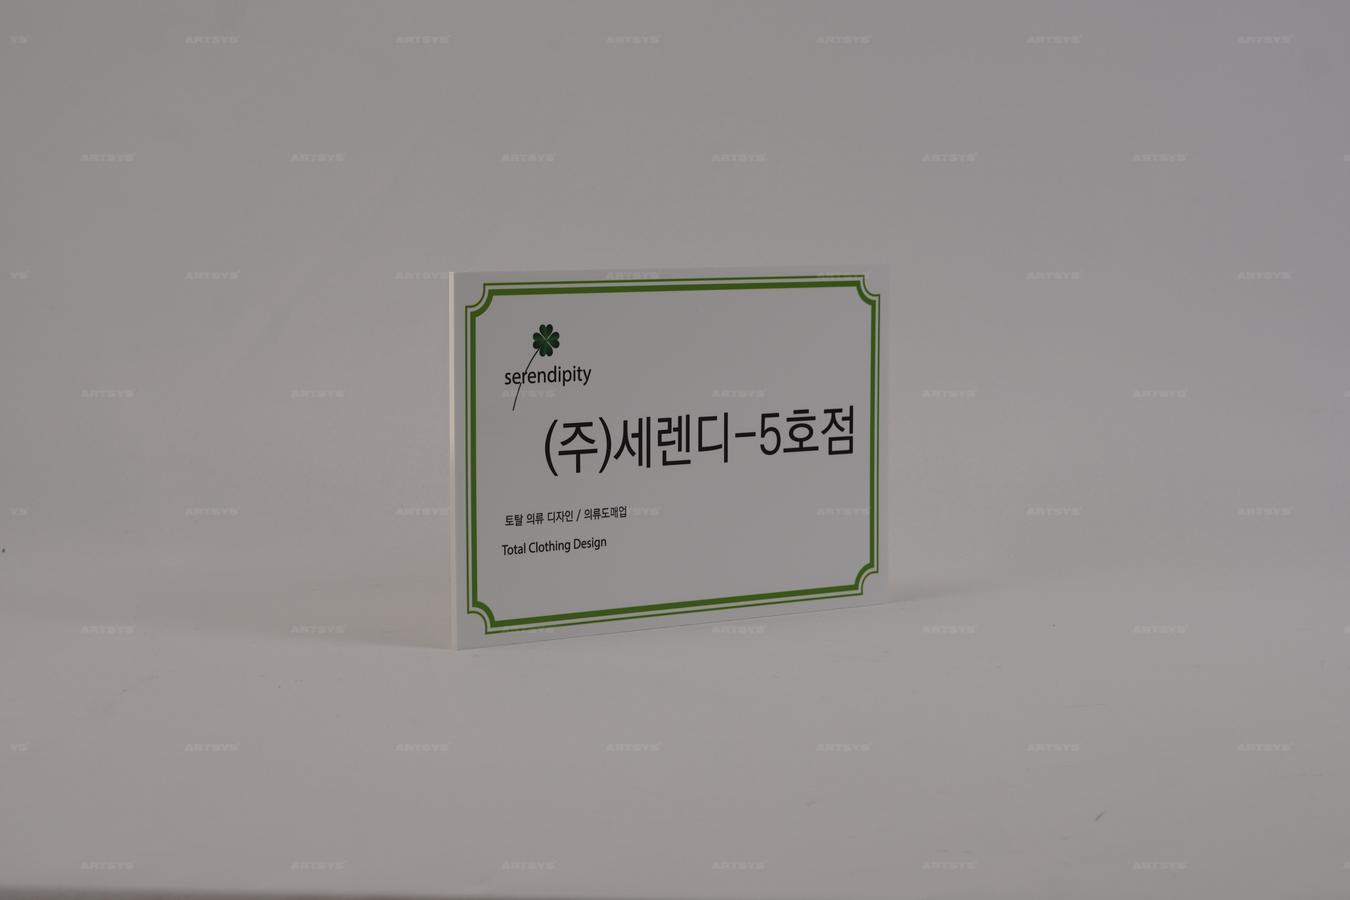 serendipity
(주)세렌디-5호점
토탈 의류 디자인 / 의류도매업
Total Clothing Design
ARTSYS